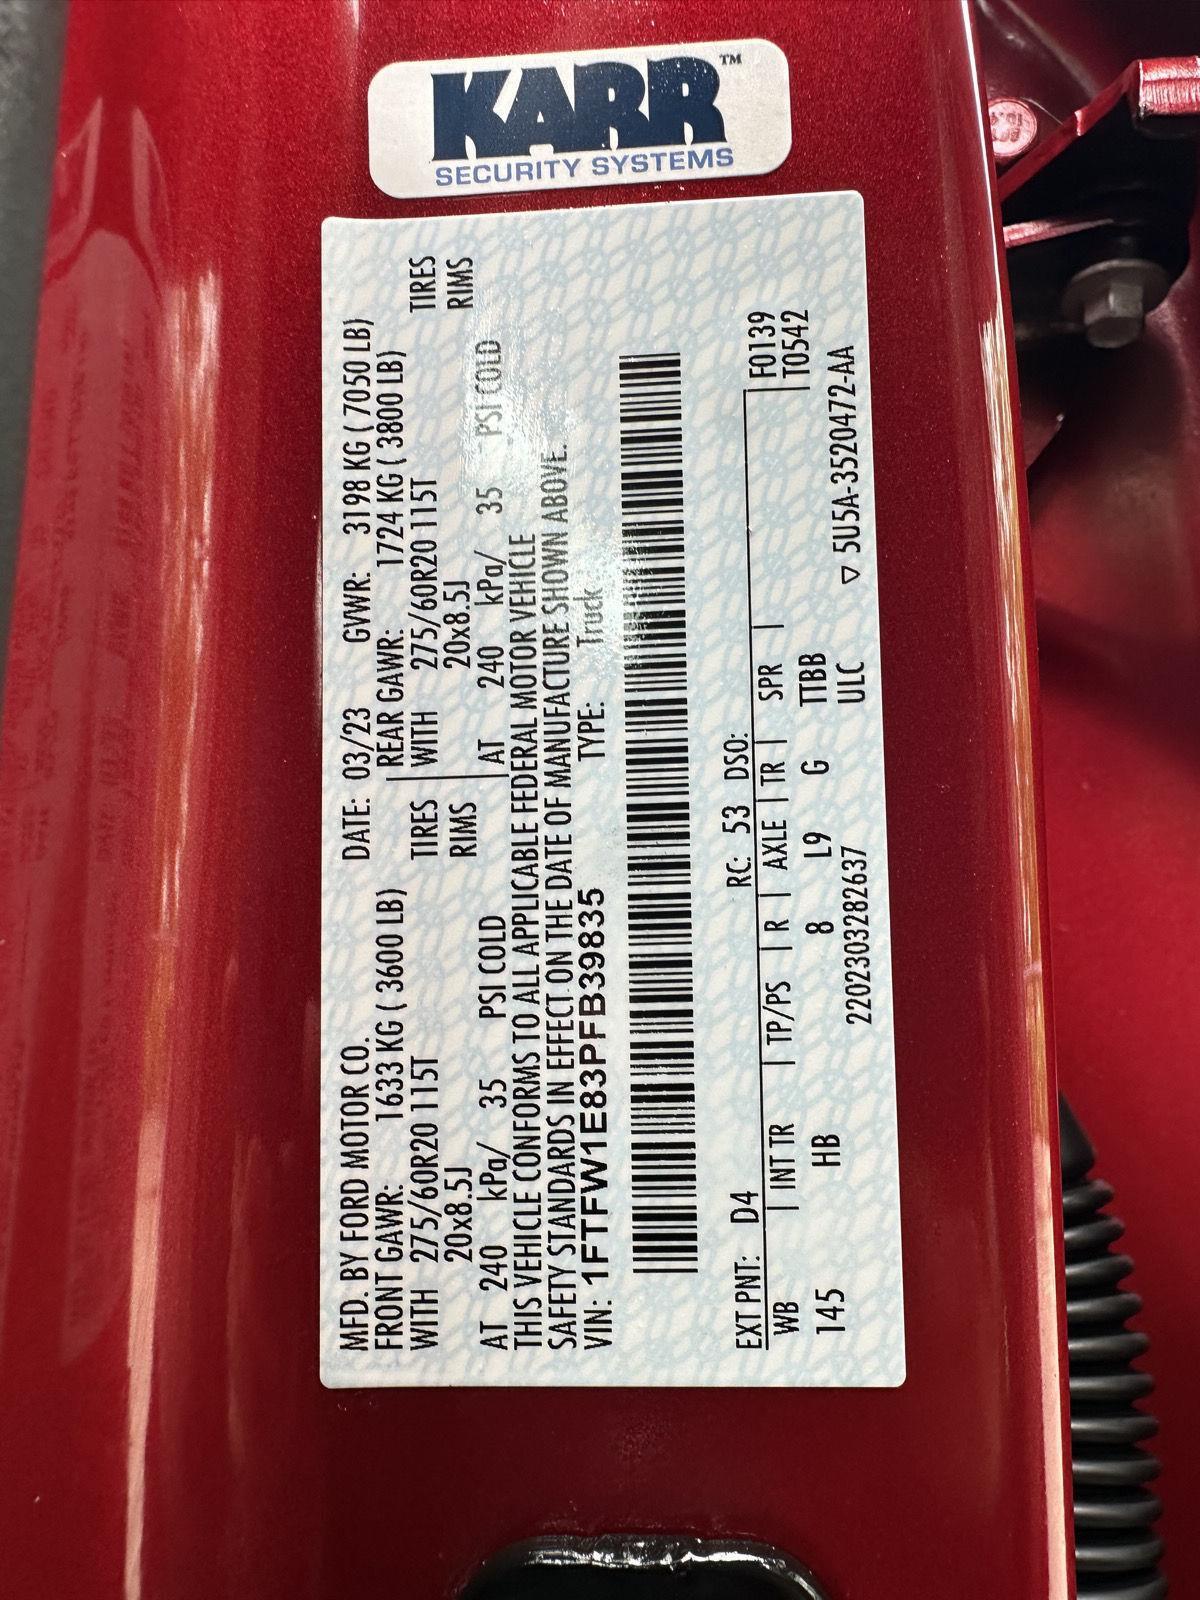 KARR™
SECURITY SYSTEMS
MFD. BY FORD MOTOR CO. DATE: 03/23 GVWR: 3198 KG ( 7050 LB)
FRONT GAWR: 1633 KG ( 3600 LB) REAR GAWR: 1724 KG ( 3800 LB)
WITH 275/60R20 115T TIRES WITH 275/60R20 115T TIRES
20x8.5J RIMS 20x8.5J RIMS
AT 240 kPa/ 35 PSI COLD AT 240 kPa/ 35 PSI COLD
THIS VEHICLE CONFORMS TO ALL APPLICABLE FEDERAL MOTOR VEHICLE
SAFETY STANDARDS IN EFFECT ON THE DATE OF MANUFACTURE SHOWN ABOVE.
VIN: 1FTFW1E83PFB39835 TYPE: Truck
EXT PNT: D4 RC: 53 DSO: F0139
WB | INT TR | TP/PS | R | AXLE | TR | SPR | T0542
145 HB 8 L9 G TTBB
2202303282637 ULC ▽ 5U5A-3520472-AA